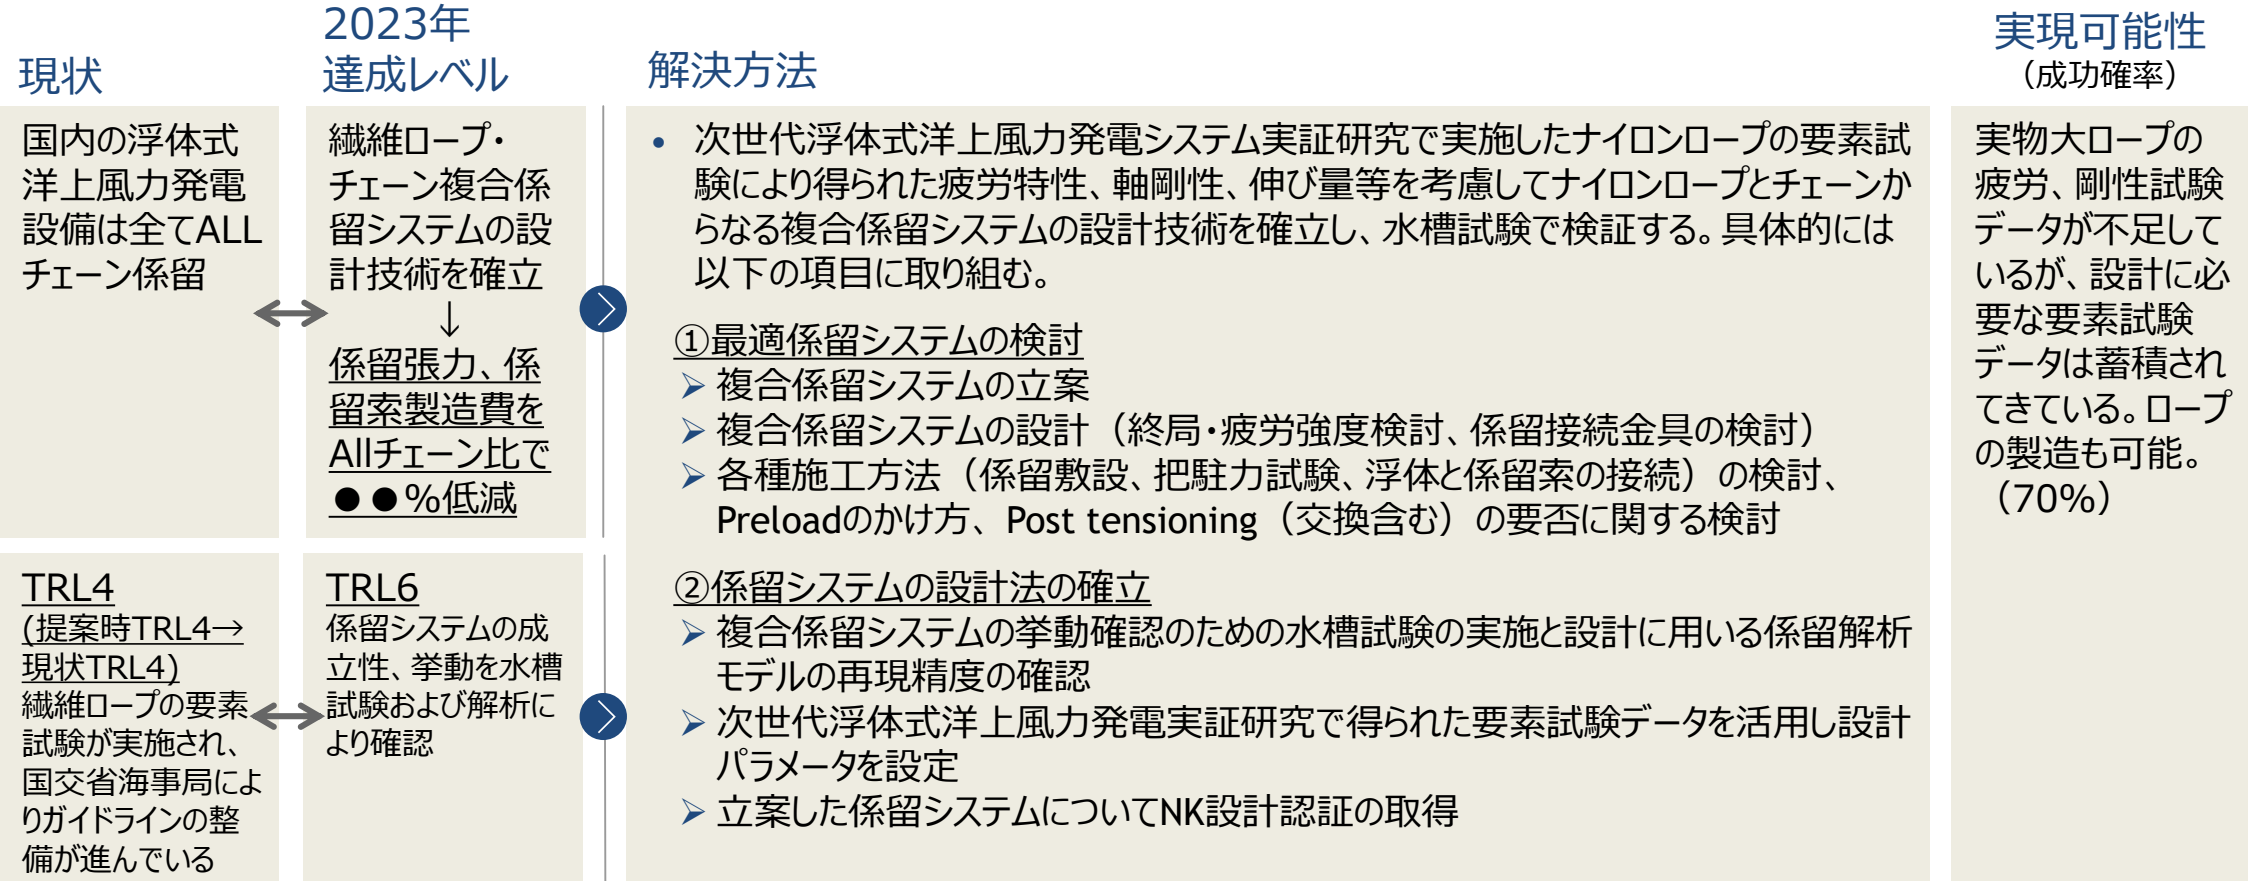 現状
2023年
達成レベル
解決方法
実現可能性
（成功確率）
国内の浮体式
洋上風力発電
設備は全てALL
チェーン係留
繊維ロープ・
チェーン複合係
留システムの設
計技術を確立
↓
係留張力、係
留索製造費を
Allチェーン比で
●●%低減
• 次世代浮体式洋上風力発電システム実証研究で実施したナイロンロープの要素試
験により得られた疲労特性、軸剛性、伸び量等を考慮してナイロンロープとチェーンか
らなる複合係留システムの設計技術を確立し、水槽試験で検証する。具体的には
以下の項目に取り組む。
①最適係留システムの検討
➢ 複合係留システムの立案
➢ 複合係留システムの設計（終局・疲労強度検討、係留接続金具の検討）
➢ 各種施工方法（係留敷設、把駐力試験、浮体と係留索の接続）の検討、
Preloadのかけ方、Post tensioning（交換含む）の要否に関する検討
②係留システムの設計法の確立
➢ 複合係留システムの挙動確認のための水槽試験の実施と設計に用いる係留解析
モデルの再現精度の確認
➢ 次世代浮体式洋上風力発電実証研究で得られた要素試験データを活用し設計
パラメータを設定
➢ 立案した係留システムについてNK設計認証の取得
実物大ロープの
疲労、剛性試験
データが不足して
いるが、設計に必
要な要素試験
データは蓄積され
てきている。ロープ
の製造も可能。
（70%）
TRL4
(提案時TRL4→
現状TRL4)
繊維ロープの要素
試験が実施され、
国交省海事局によ
りガイドラインの整
備が進んでいる
TRL6
係留システムの成
立性、挙動を水槽
試験および解析に
より確認